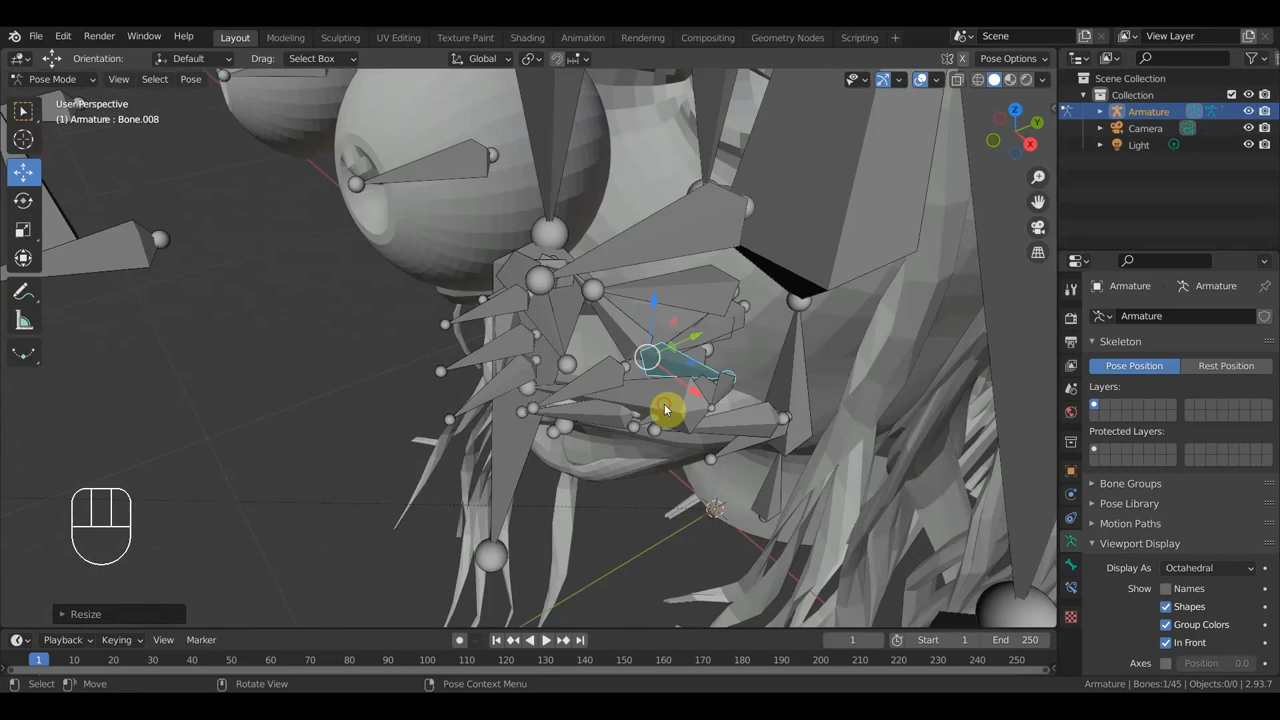 File Edit Render Window Help Layout Modeling Sculpting UV Editing Texture Paint Shading Animation Rendering Compositing Geometry Nodes Scripting + Scene View Layer
Orientation: Default Drag: Select Box Global Pose Options
Pose Mode View Select Pose
User Perspective
(1) Armature : Bone.008
Z
Y
X
Scene Collection
Collection
Armature
Camera
Light
Armature Armature
Armature
Skeleton
Pose Position Rest Position
Layers:
Protected Layers:
Bone Groups
Pose Library
Motion Paths
Viewport Display
Display As Octahedral
Show Names
Shapes
Group Colors
In Front
Axes Position 0.0
Resize
Playback Keying View Marker 1 Start 1 End 250
1 10 20 30 40 50 60 70 80 90 100 110 120 130 140 150 160 170 180 190 200 210 220 230 240 250
Select Move Rotate View Pose Context Menu Armature | Bones:1/45 | Objects:0/0 | 2.93.7